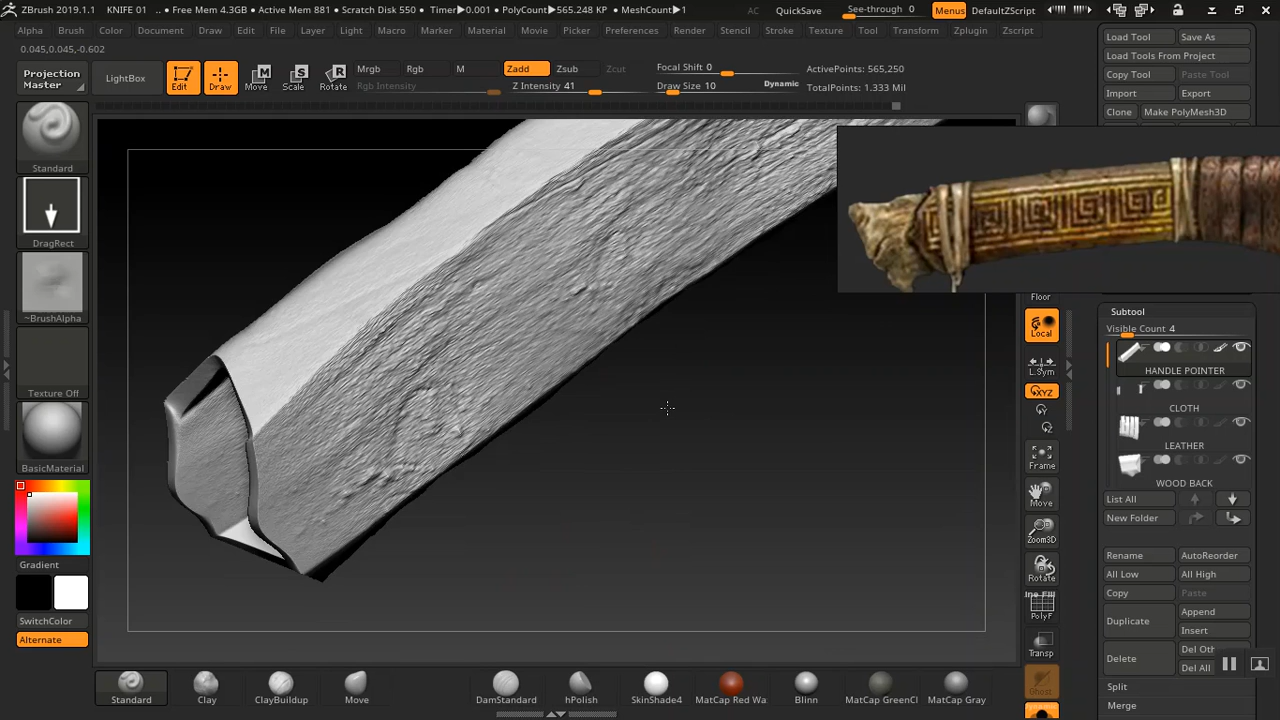 ZBrush 2019.1.1 KNIFE 01 .. • Free Mem 4.3GB • Active Mem 881 • Scratch Disk 550 • Timer▶0.001 • PolyCount▶565.248 KP • MeshCount▶1 AC QuickSave See-through 0 Menus DefaultZScript
Alpha Brush Color Document Draw Edit File Layer Light Macro Marker Material Movie Picker Preferences Render Stencil Stroke Texture Tool Transform Zplugin Zscript
0.045,0.045,-0.602
Projection Master LightBox Edit Draw Move Scale Rotate
Mrgb Rgb M Zadd Zsub Zcut Focal Shift 0 ActivePoints: 565,250
Rgb Intensity Z Intensity 41 Draw Size 10 Dynamic TotalPoints: 1.333 Mil
Load Tool Save As
Load Tools From Project
Copy Tool Paste Tool
Import Export
Clone Make PolyMesh3D
Standard
DragRect
~BrushAlpha
Texture Off
BasicMaterial
Gradient
SwitchColor
Alternate
Floor
Local
L.Sym
XYZ
Y
Z
Frame
Move
Zoom3D
Rotate
PolyF
Transp
Ghost
Subtool
Visible Count 4
HANDLE POINTER
CLOTH
LEATHER
WOOD BACK
List All
New Folder
Rename AutoReorder
All Low All High
Copy Paste
Duplicate Append
Insert
Delete Del Oth
Del All
Split
Merge
Standard Clay ClayBuildup Move DamStandard hPolish SkinShade4 MatCap Red Wa Blinn MatCap GreenCl MatCap Gray